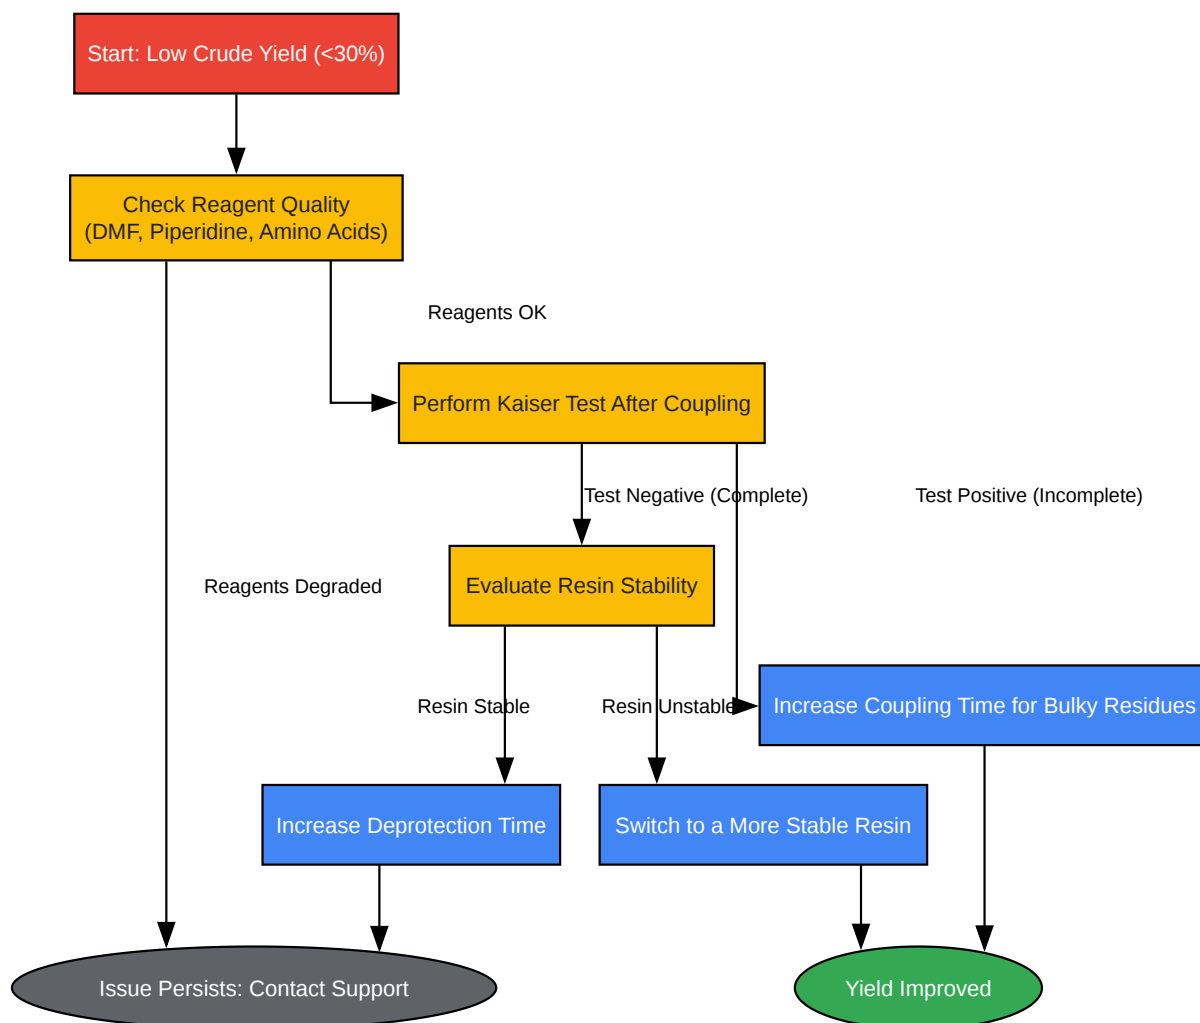 Start: Low Crude Yield (<30%)
Check Reagent Quality
(DMF, Piperidine, Amino Acids)
Reagents OK
Perform Kaiser Test After Coupling
Test Negative (Complete)
Test Positive (Incomplete)
Evaluate Resin Stability
Reagents Degraded
Resin Stable
Resin Unstable
Increase Coupling Time for Bulky Residues
Increase Deprotection Time
Switch to a More Stable Resin
Issue Persists: Contact Support
Yield Improved